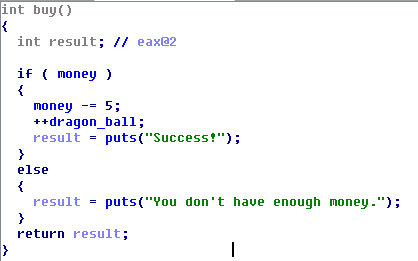 int buy()
{
  int result; // eax@2

  if ( money )
  {
    money -= 5;
    ++dragon_ball;
    result = puts("Success!");
  }
  else
  {
    result = puts("You don't have enough money.");
  }
  return result;
}